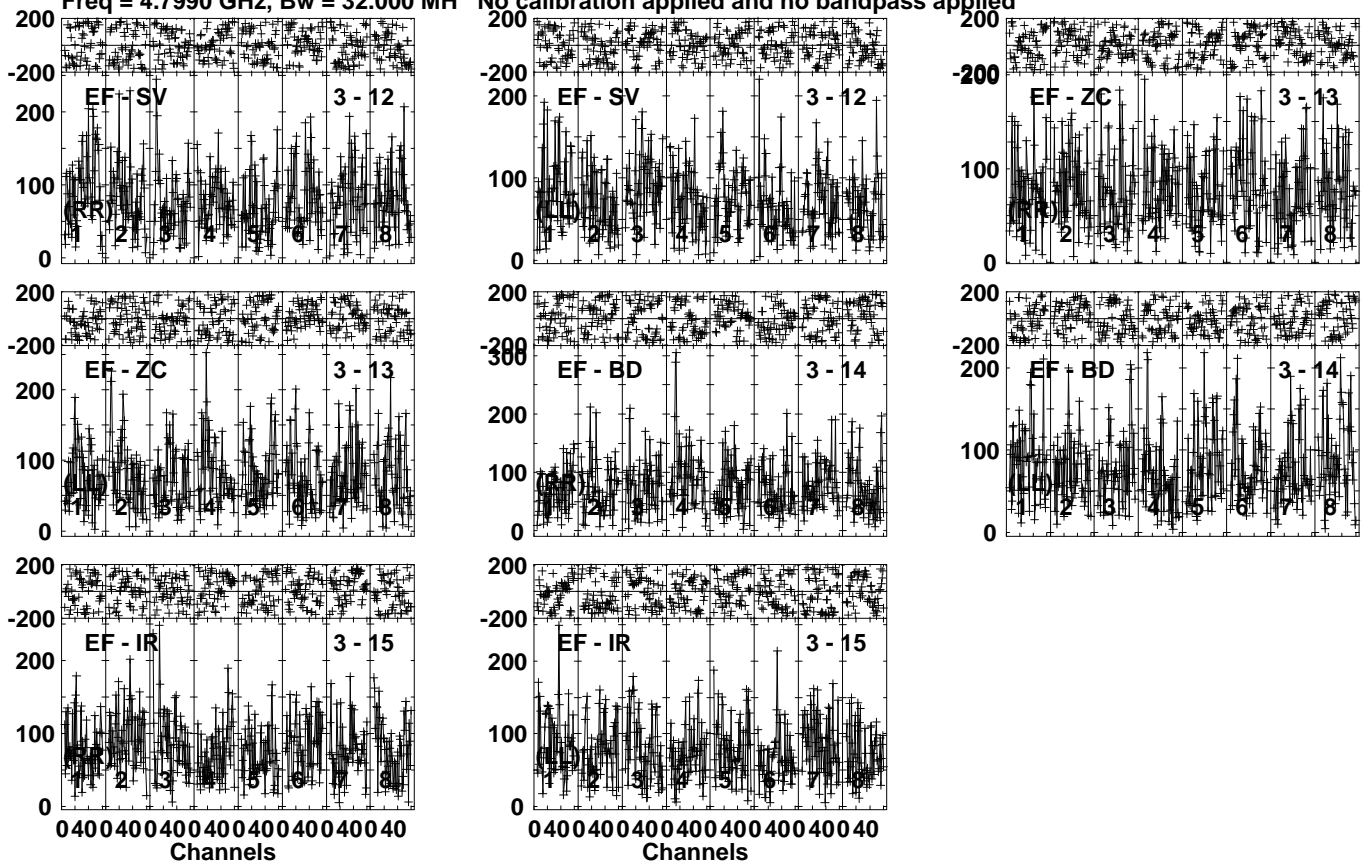 Freq = 4.7990 GHz, Bw = 32.000 MH No calibration applied and no bandpass applied
200 200 200
-200 -200 -200
EF - SV 3 - 12 EF - SV 3 - 12 EF - ZC 3 - 13
200 200 200
100 100 100
(RR) (LL) (RR)
1 2 3 4 5 6 7 8 1 2 3 4 5 6 7 8 1 2 3 4 5 6 7 8
0 0 0
200 200 200
-200 -200 -200
300
EF - ZC 3 - 13 EF - BD 3 - 14 EF - BD 3 - 14
200 200 200
100 100 100
(LL) (RR) (LL)
1 2 3 4 5 6 7 8 1 2 3 4 5 6 7 8 1 2 3 4 5 6 7 8
0 0 0
200 200
-200 -200
EF - IR 3 - 15 EF - IR 3 - 15
200 200
100 100
(RR) (LL)
1 2 3 4 5 6 7 8 1 2 3 4 5 6 7 8
0 0
0 40 0 40 0 40 0 40 0 40 0 40 0 40 0 40 0 40 0 40 0 40 0 40 0 40 0 40 0 40 0 40
Channels Channels